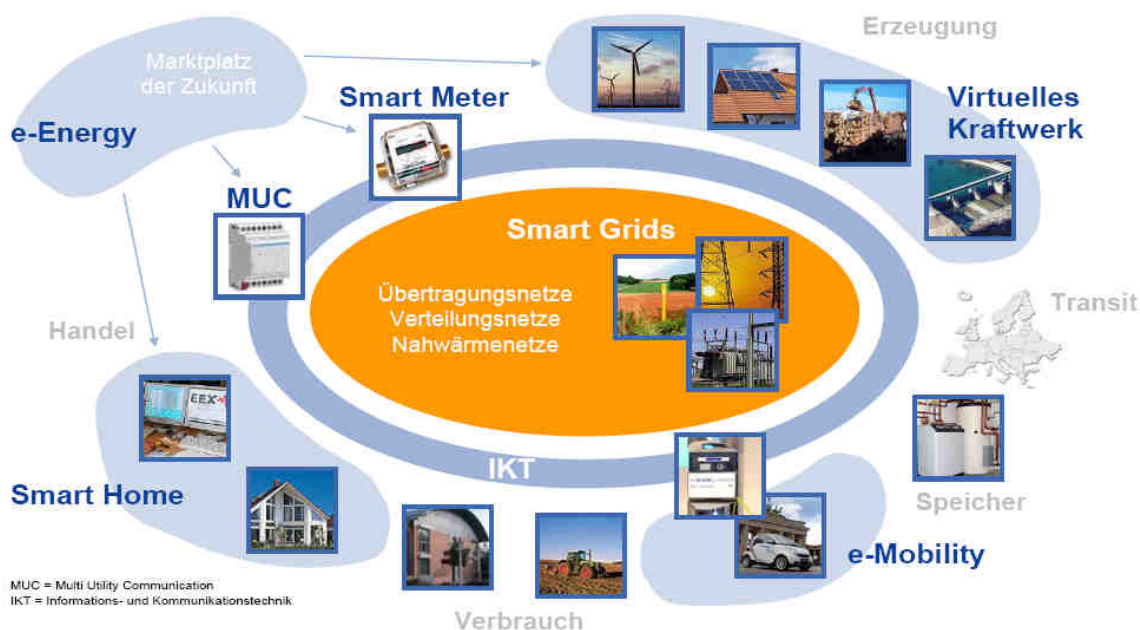 Erzeugung
Marktplatz
der Zukunft
Smart Meter
Virtuelles
Kraftwerk
e-Energy
MUC
Smart Grids
Übertragungsnetze
Verteilungsnetze
Nahwärmenetze
Transit
Handel
EEX
IKT
Smart Home
Speicher
e-Mobility
MUC = Multi Utility Communication
IKT = Informations- und Kommunikationstechnik
Verbrauch